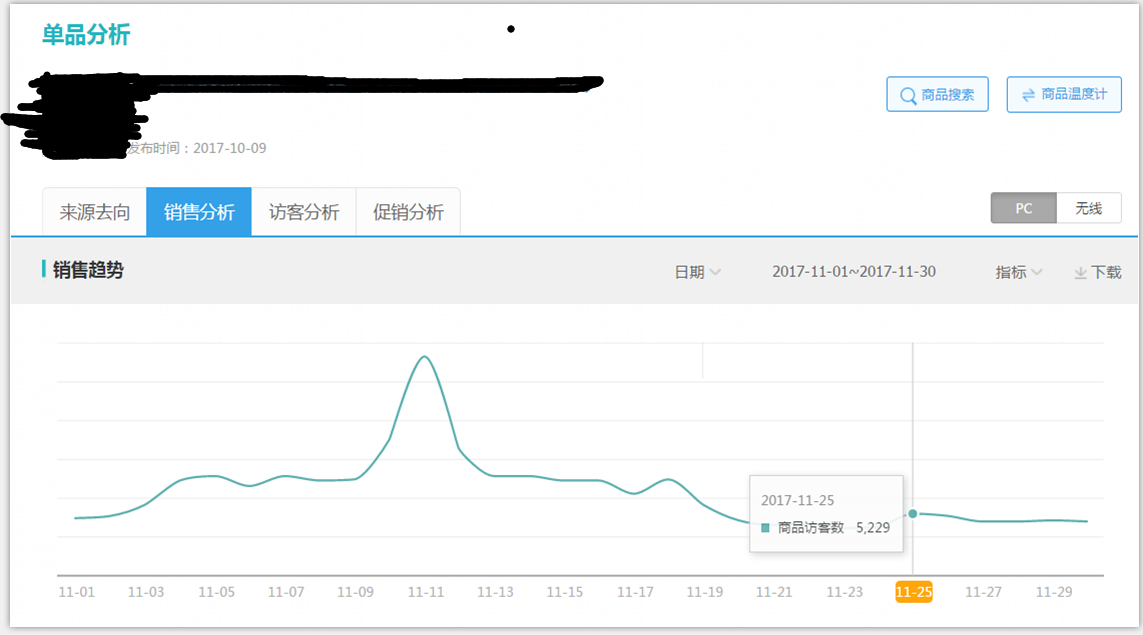 单品分析
商品搜索 商品温度计
发布时间：2017-10-09
来源去向 销售分析 访客分析 促销分析 PC 无线
销售趋势 日期 2017-11-01~2017-11-30 指标 下载
2017-11-25
商品访客数 5,229
11-01 11-03 11-05 11-07 11-09 11-11 11-13 11-15 11-17 11-19 11-21 11-23 11-25 11-27 11-29